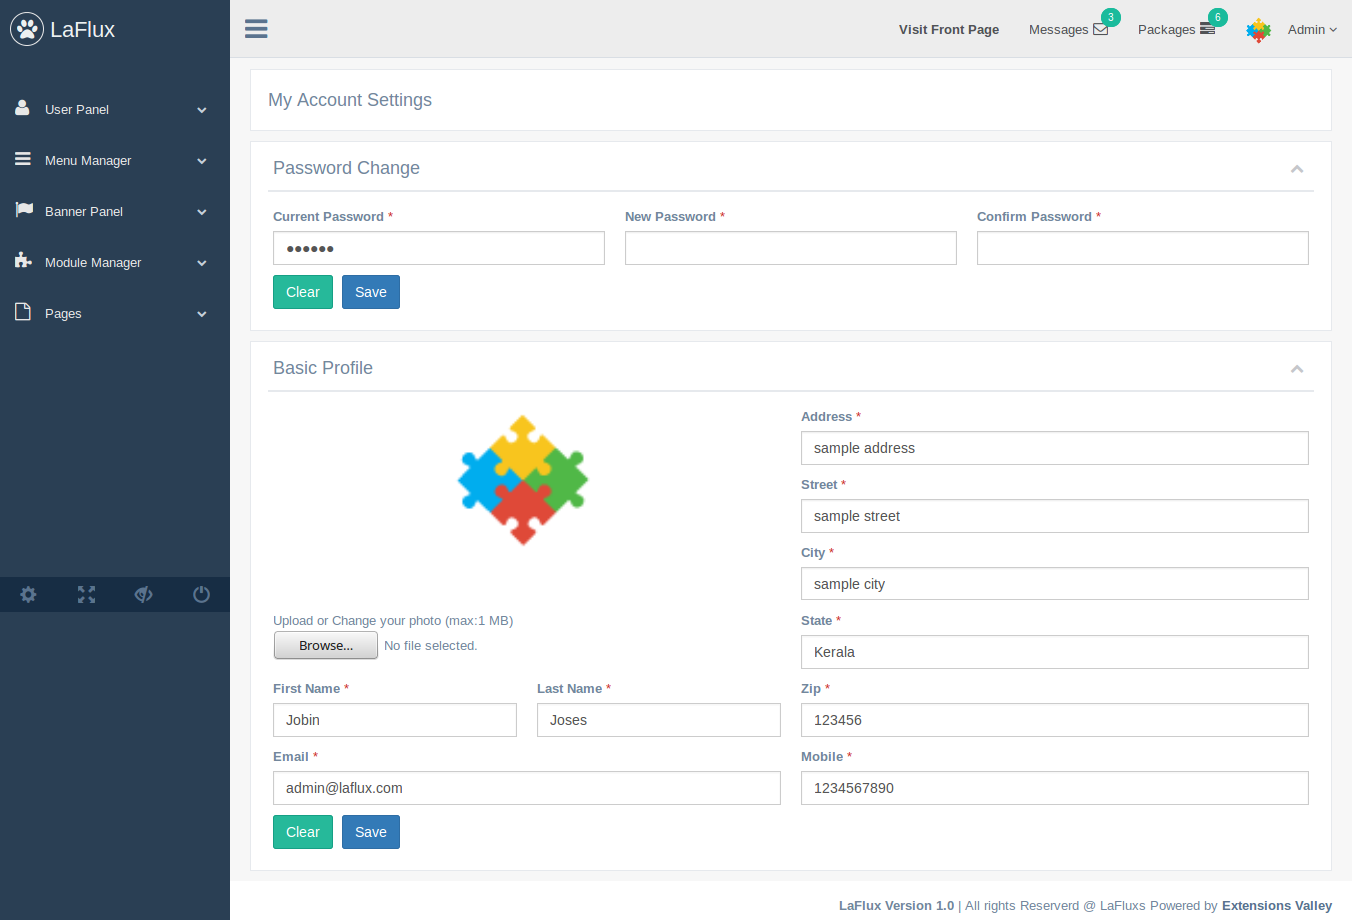 LaFlux
Visit Front Page Messages 3 Packages 6 Admin
User Panel
Menu Manager
Banner Panel
Module Manager
Pages
My Account Settings
Password Change
Current Password * New Password * Confirm Password *
●●●●●●
Clear Save
Basic Profile
Upload or Change your photo (max:1 MB)
Browse... No file selected.
First Name * Last Name *
Jobin Joses
Email *
admin@laflux.com
Clear Save
Address *
sample address
Street *
sample street
City *
sample city
State *
Kerala
Zip *
123456
Mobile *
1234567890
LaFlux Version 1.0 | All rights Reserverd @ LaFluxs Powered by Extensions Valley